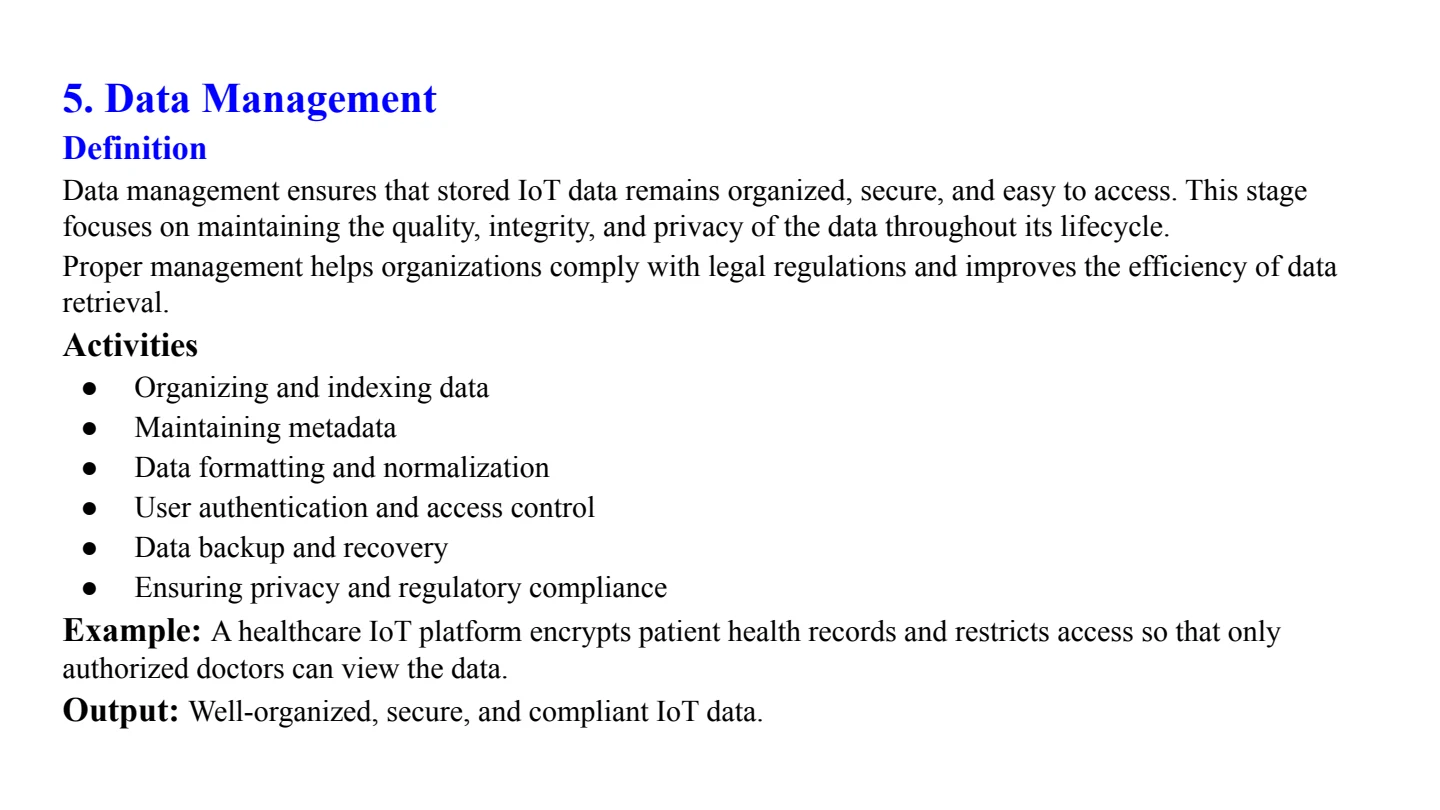 5. Data Management
Definition
Data management ensures that stored IoT data remains organized, secure, and easy to access. This stage
focuses on maintaining the quality, integrity, and privacy of the data throughout its lifecycle.
Proper management helps organizations comply with legal regulations and improves the efficiency of data
retrieval.
Activities
● Organizing and indexing data
● Maintaining metadata
● Data formatting and normalization
● User authentication and access control
● Data backup and recovery
● Ensuring privacy and regulatory compliance
Example: A healthcare IoT platform encrypts patient health records and restricts access so that only
authorized doctors can view the data.
Output: Well-organized, secure, and compliant IoT data.